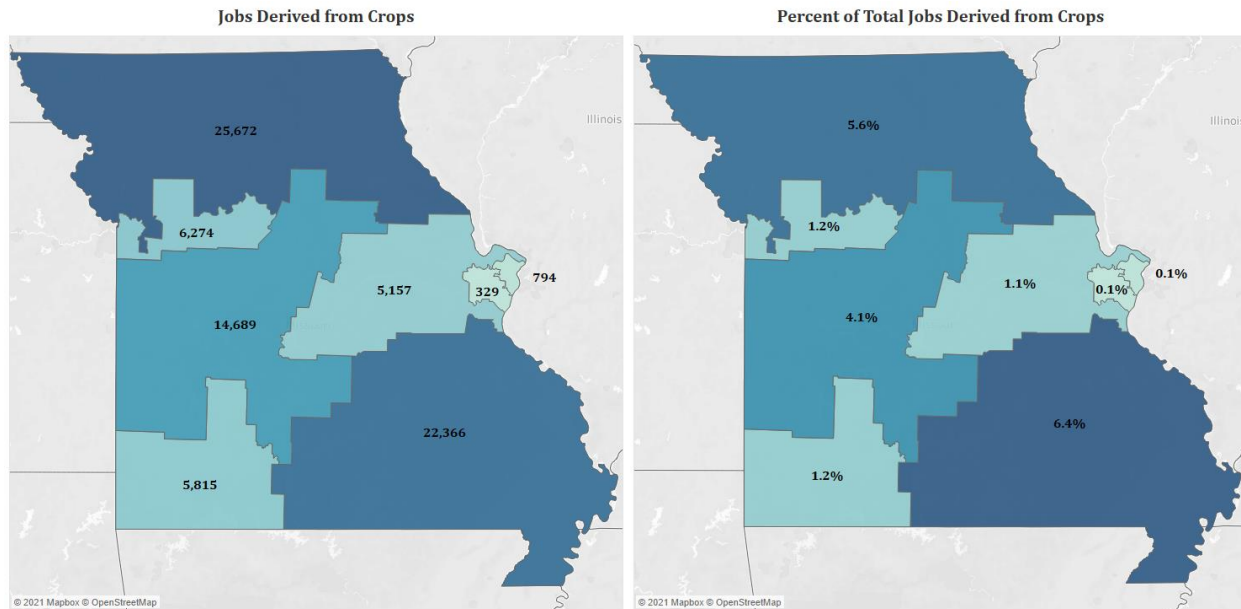 Jobs Derived from Crops
25,672
Illinois
6,274
794
5,157
329
14,689
22,366
5,815
© 2021 Mapbox © OpenStreetMap
Percent of Total Jobs Derived from Crops
5.6%
Illinois
1.2%
0.1%
1.1%
0.1%
4.1%
6.4%
1.2%
© 2021 Mapbox © OpenStreetMap